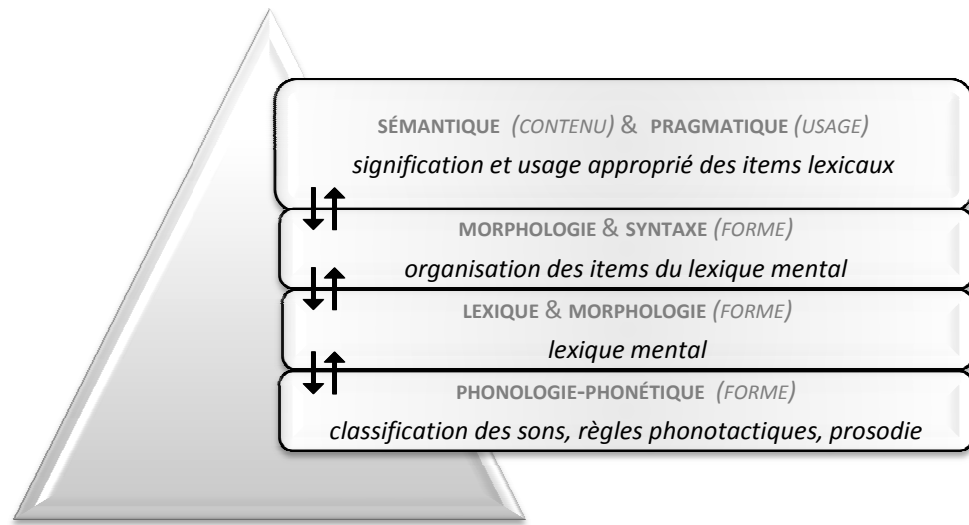 SÉMANTIQUE (CONTENU) & PRAGMATIQUE (USAGE)
signification et usage approprié des items lexicaux
MORPHOLOGIE & SYNTAXE (FORME)
organisation des items du lexique mental
LEXIQUE & MORPHOLOGIE (FORME)
lexique mental
PHONOLOGIE-PHONÉTIQUE (FORME)
classification des sons, règles phonotactiques, prosodie